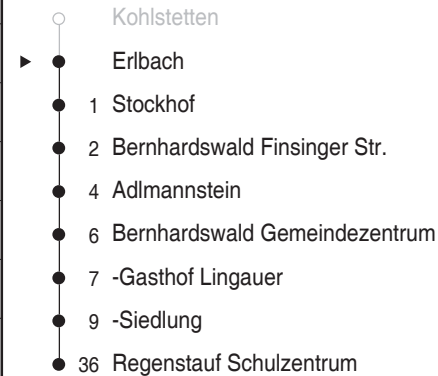 Kohlstetten
Erlbach
1 Stockhof
2 Bernhardswald Finsinger Str.
4 Adlmannstein
6 Bernhardswald Gemeindezentrum
7 -Gasthof Lingauer
9 -Siedlung
36 Regenstauf Schulzentrum